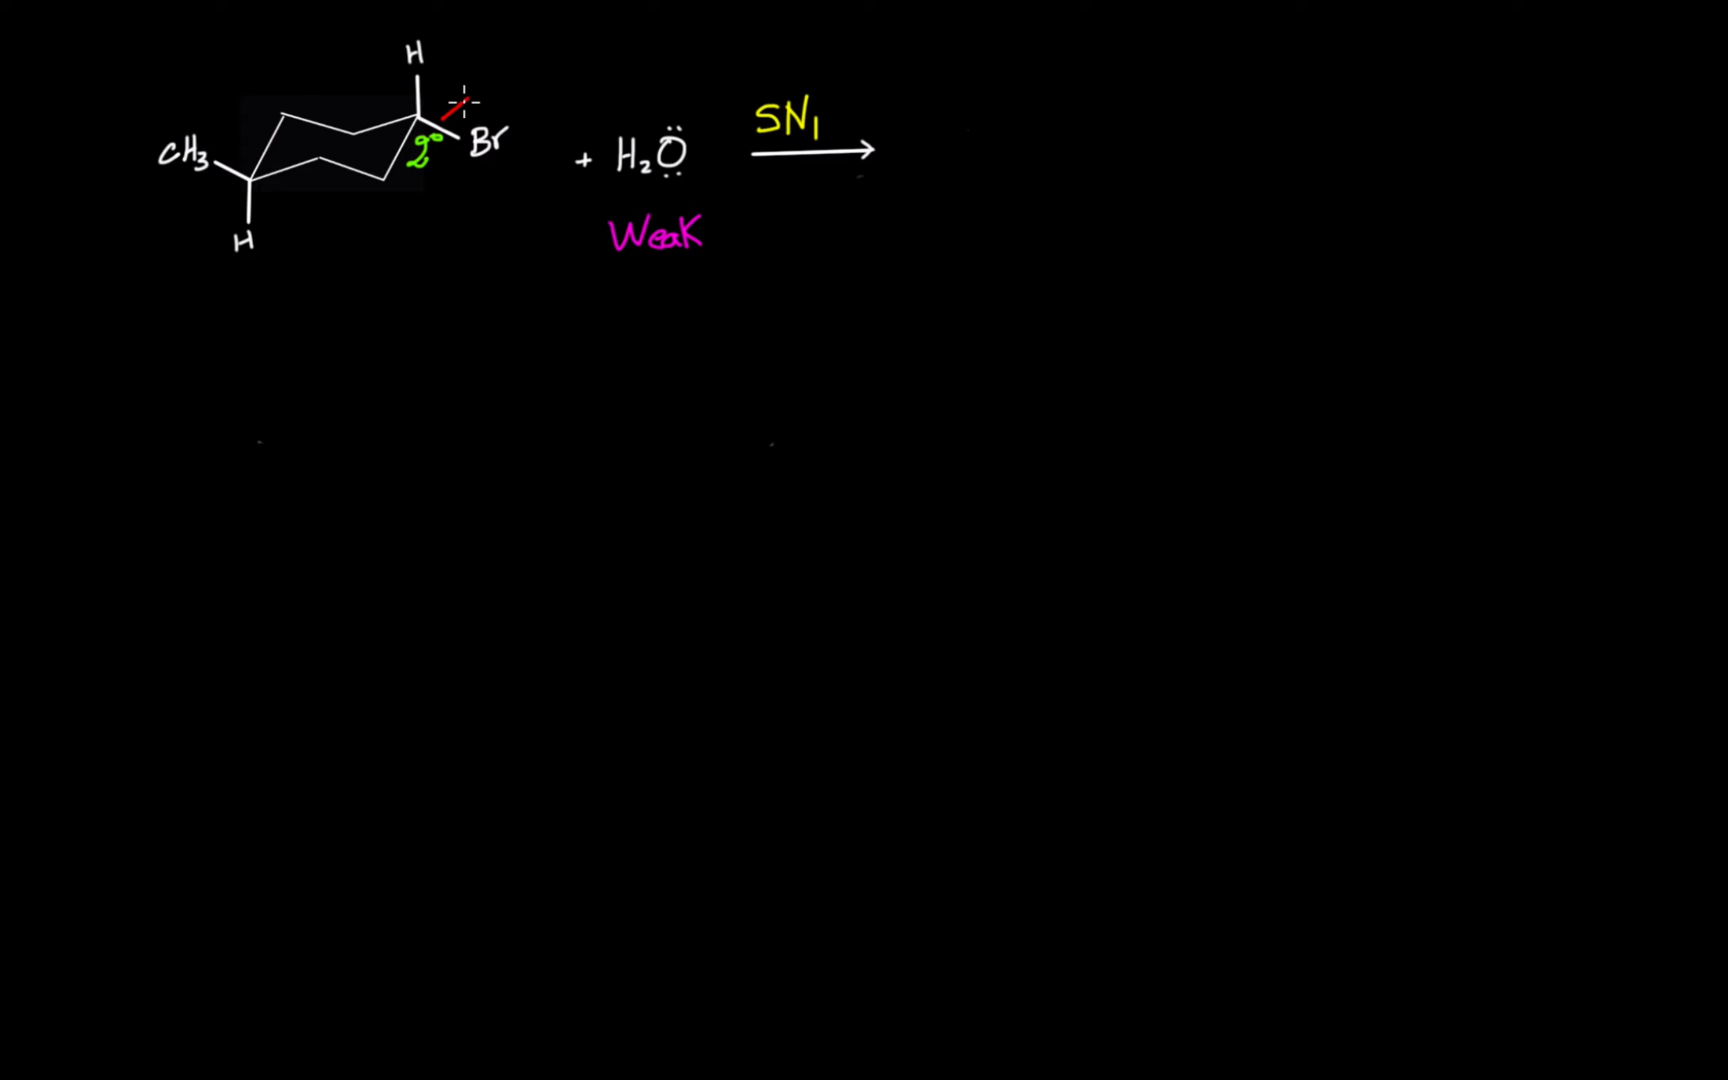 H
CH₃ 2° Br + H₂O SN₁
H
Weak